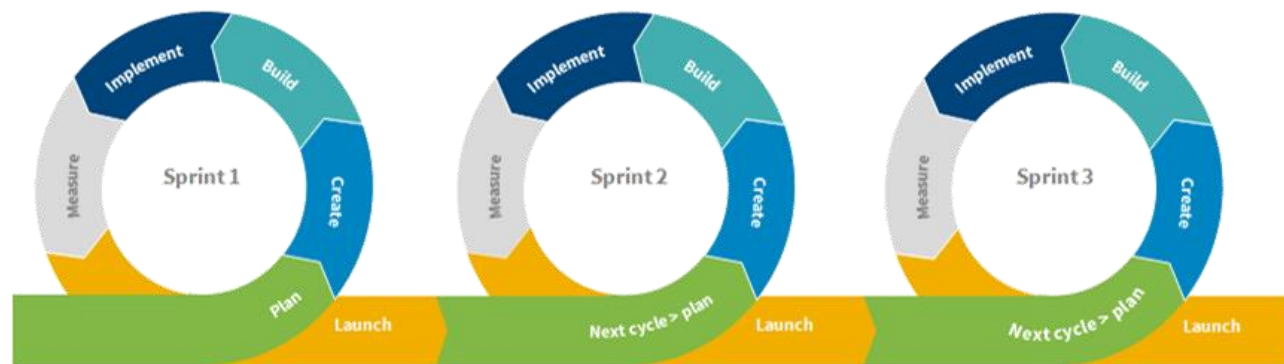 Implement
Build
Measure
Sprint 1
Create
Plan
Launch
Implement
Build
Measure
Sprint 2
Create
Next cycle > plan
Launch
Implement
Build
Measure
Sprint 3
Create
Next cycle > plan
Launch